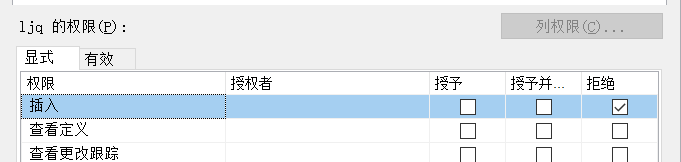 ljq 的权限(P): 列权限(C)...
显式 有效
权限 授权者 授予 授予并... 拒绝
插入
查看定义
查看更改跟踪